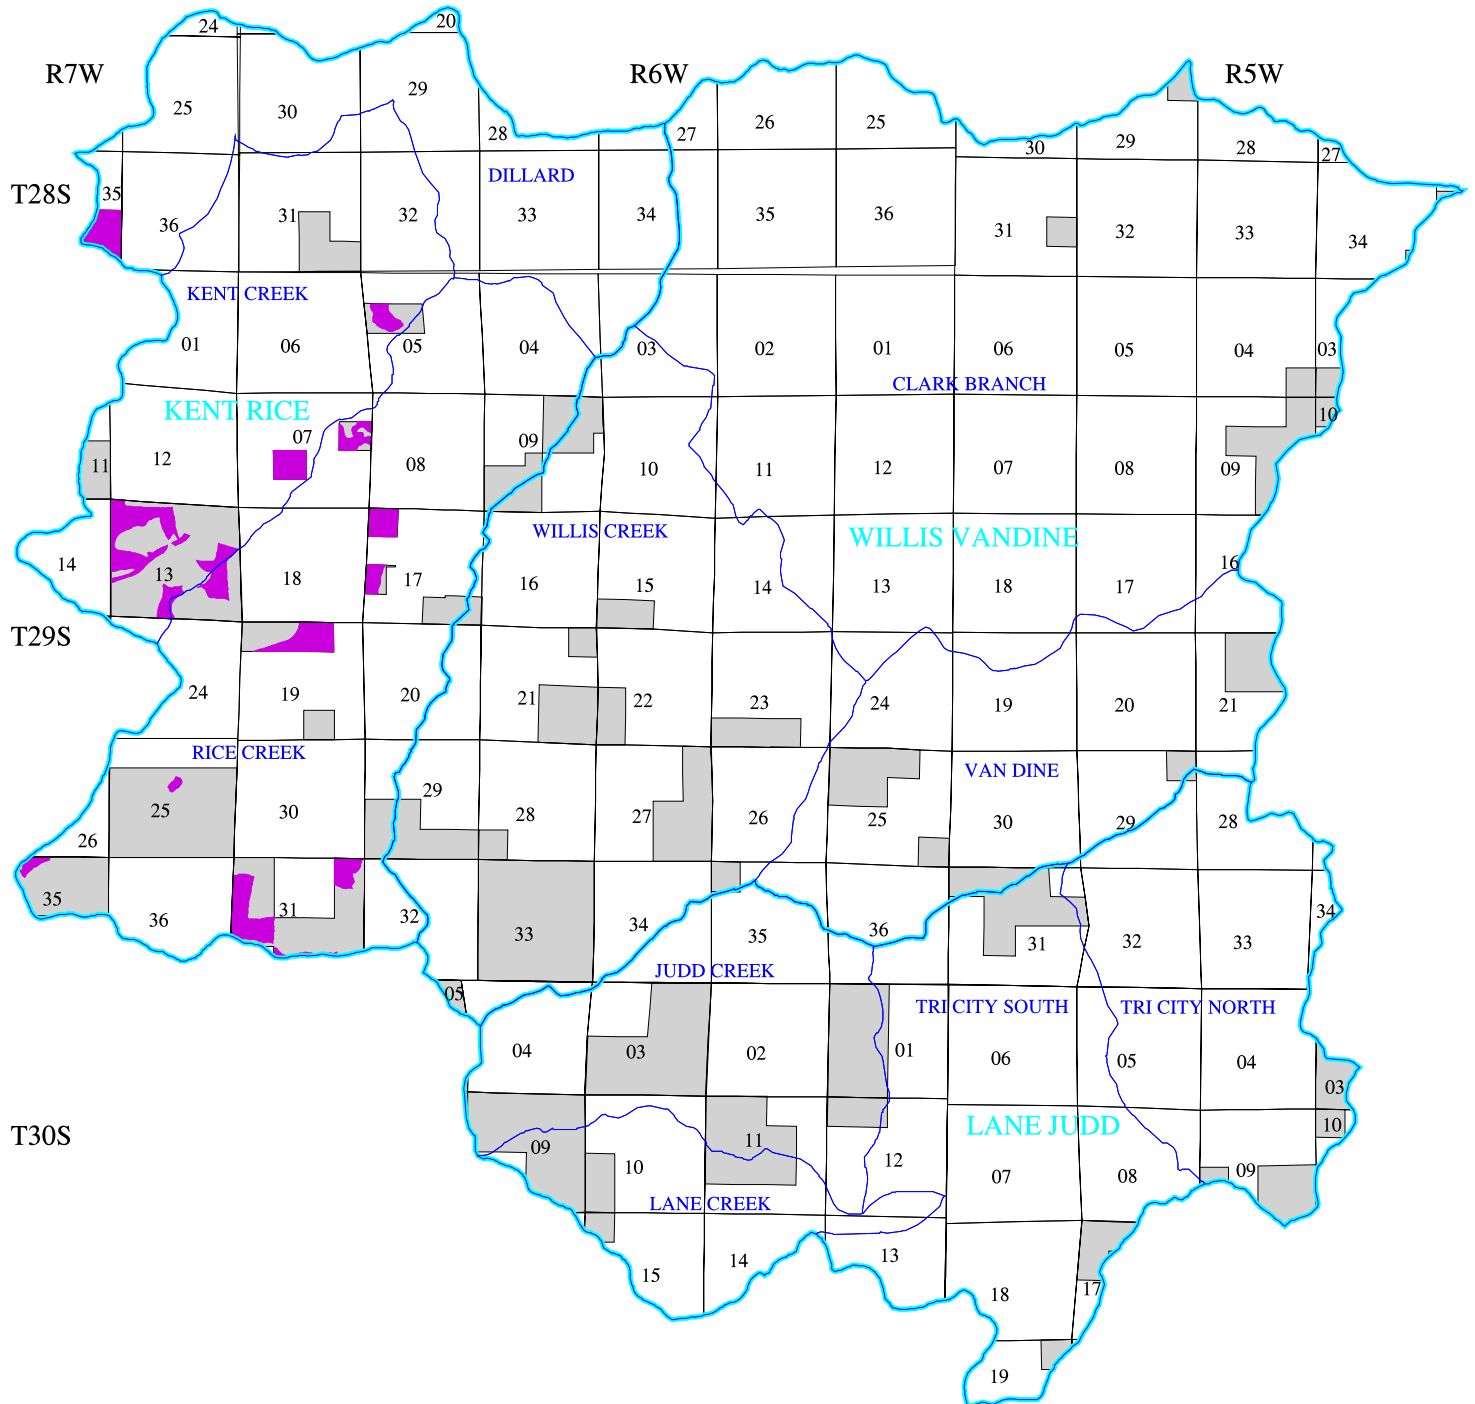 24 20
R7W R6W R5W
25 30 29 28 27 26 25 30 29 28 27
DILLARD
T28S 35 36 31 32 33 34 35 36 31 32 33 34
KENT CREEK
01 06 05 04 03 02 01 06 05 04 03
CLARK BRANCH
KENT RICE
11 12 07 08 09 10 11 12 07 08 09 10
WILLIS CREEK WILLIS VANDINE
14 13 18 17 16 15 14 13 18 17 16
T29S
24 19 20 21 22 23 24 19 20 21
RICE CREEK VAN DINE
26 25 30 29 28 27 26 25 30 29 28
35 36 31 32 33 34 35 36 31 32 33 34
JUDD CREEK
05 TRI CITY SOUTH TRI CITY NORTH
04 03 02 01 06 05 04 03
T30S LANE JUDD
09 10 11 12 07 08 09 10
LANE CREEK
15 14 13 18 17
19